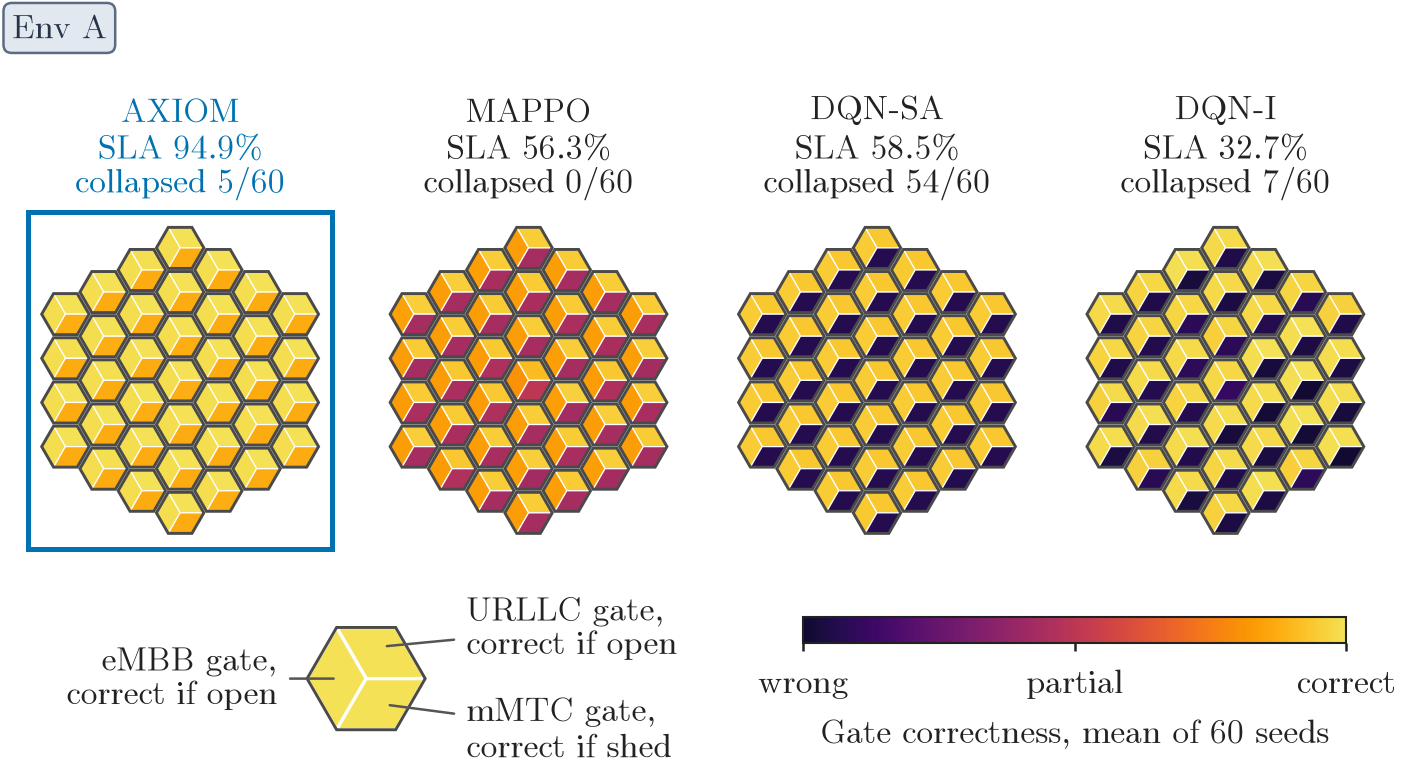 Env A
AXIOM
SLA 94.9%
collapsed 5/60
MAPPO
SLA 56.3%
collapsed 0/60
DQN-SA
SLA 58.5%
collapsed 54/60
DQN-I
SLA 32.7%
collapsed 7/60
eMBB gate,
correct if open
URLLC gate,
correct if open
mMTC gate,
correct if shed
wrong
partial
correct
Gate correctness, mean of 60 seeds